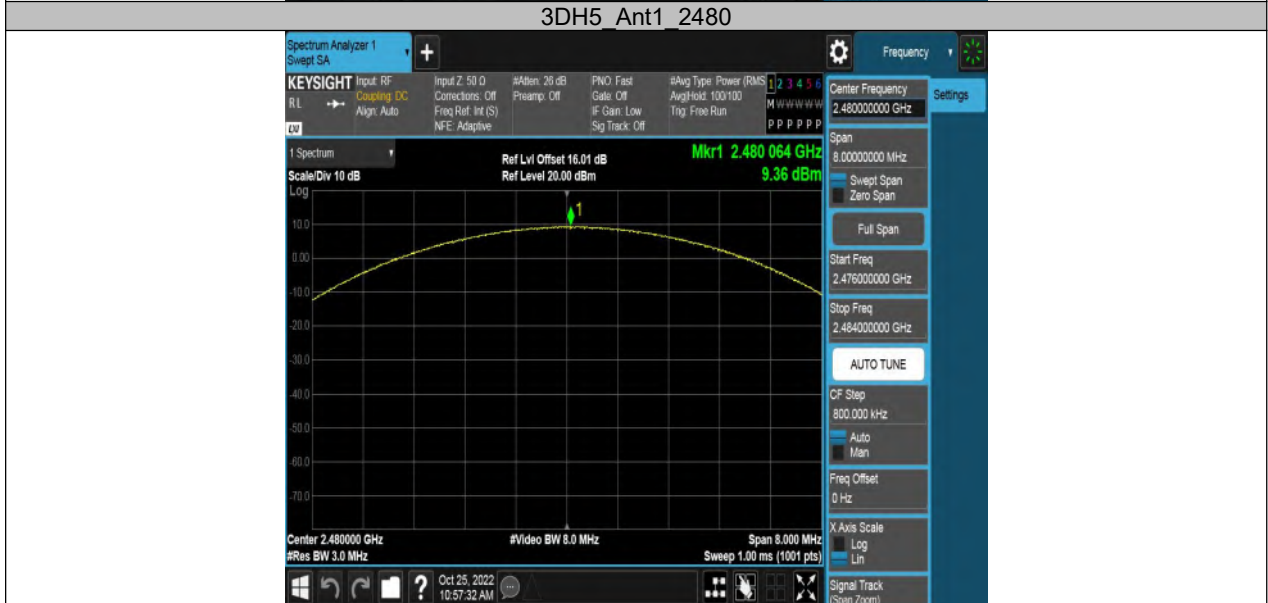 3DH5_Ant1_2480
Spectrum Analyzer 1
Swept SA
+
Frequency
KEYSIGHT
RL
Input: RF
Coupling: DC
Align: Auto
Input Z: 50 Ω
Corrections: Off
Freq Ref: Int (S)
NFE: Adaptive
#Atten: 26 dB
Preamp: Off
PNO: Fast
Gate: Off
IF Gain: Low
Sig Track: Off
#Avg Type: Power (RMS
Avg|Hold: 100/100
Trig: Free Run
1 2 3 4 5 6
M W W W W W
P P P P P P
Center Frequency
2.480000000 GHz
Settings
Span
8.00000000 MHz
Swept Span
Zero Span
Full Span
Start Freq
2.476000000 GHz
Stop Freq
2.484000000 GHz
AUTO TUNE
CF Step
800.000 kHz
Auto
Man
Freq Offset
0 Hz
X Axis Scale
Log
Lin
Signal Track
(Span Zoom)
1 Spectrum
Scale/Div 10 dB
Log
Ref Lvl Offset 16.01 dB
Ref Level 20.00 dBm
Mkr1 2.480 064 GHz
9.36 dBm
1
10.0
0.00
-10.0
-20.0
-30.0
-40.0
-50.0
-60.0
-70.0
Center 2.480000 GHz
#Res BW 3.0 MHz
#Video BW 8.0 MHz
Span 8.000 MHz
Sweep 1.00 ms (1001 pts)
?
Oct 25, 2022
10:57:32 AM